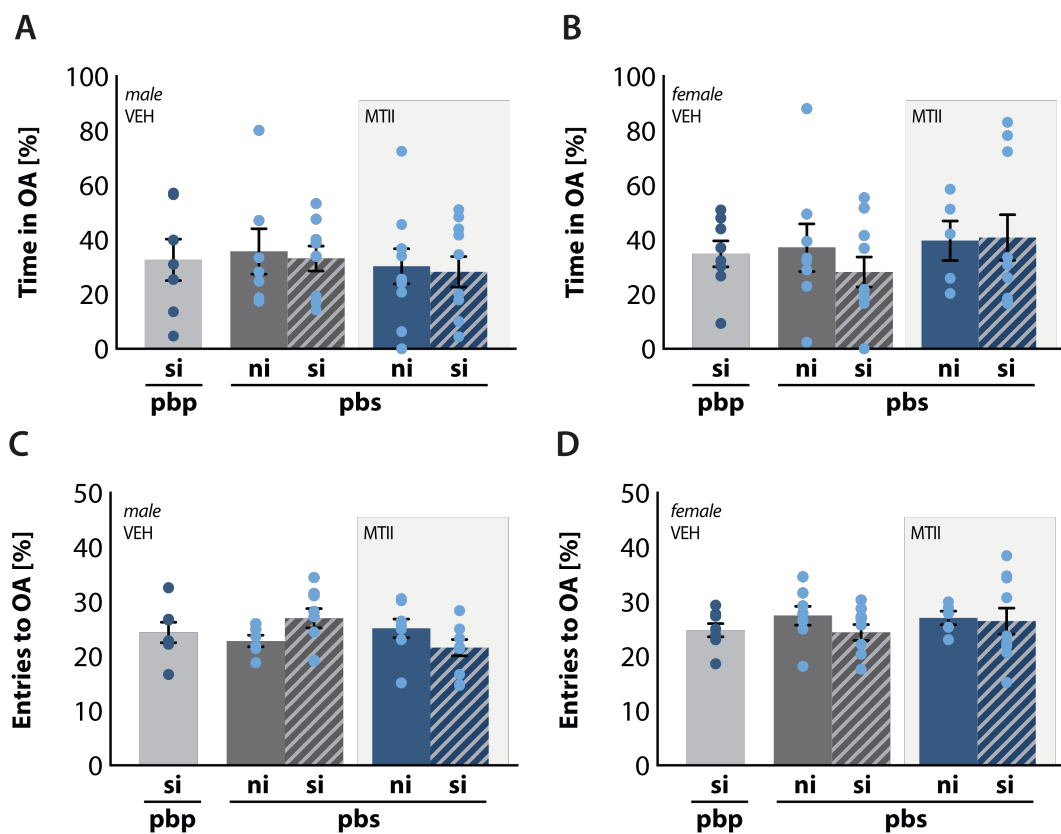 A
Time in OA [%]
100
80
60
40
20
0
male
VEH
MTII
si
ni
si
ni
si
pbp
pbs
B
Time in OA [%]
100
80
60
40
20
0
female
VEH
MTII
si
ni
si
ni
si
pbp
pbs
C
Entries to OA [%]
50
40
30
20
10
0
male
VEH
MTII
si
ni
si
ni
si
pbp
pbs
D
Entries to OA [%]
50
40
30
20
10
0
female
VEH
MTII
si
ni
si
ni
si
pbp
pbs